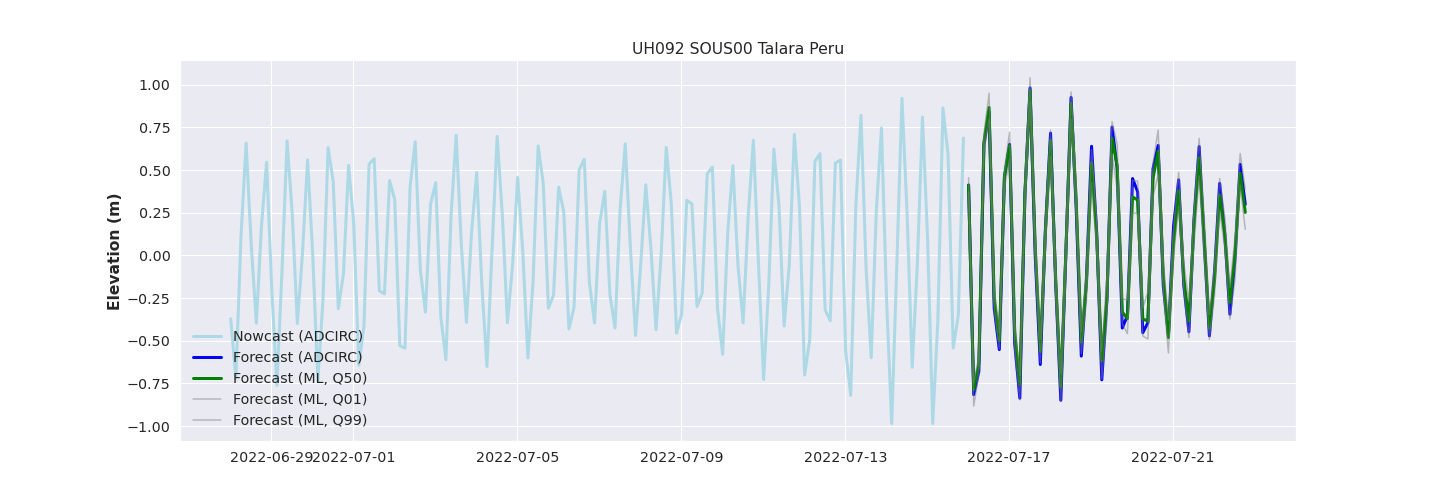 UH092 SOUS00 Talara Peru
Elevation (m)
1.00
0.75
0.50
0.25
0.00
−0.25
−0.50
−0.75
−1.00
Nowcast (ADCIRC)
Forecast (ADCIRC)
Forecast (ML, Q50)
Forecast (ML, Q01)
Forecast (ML, Q99)
2022-06-29 2022-07-01 2022-07-05 2022-07-09 2022-07-13 2022-07-17 2022-07-21